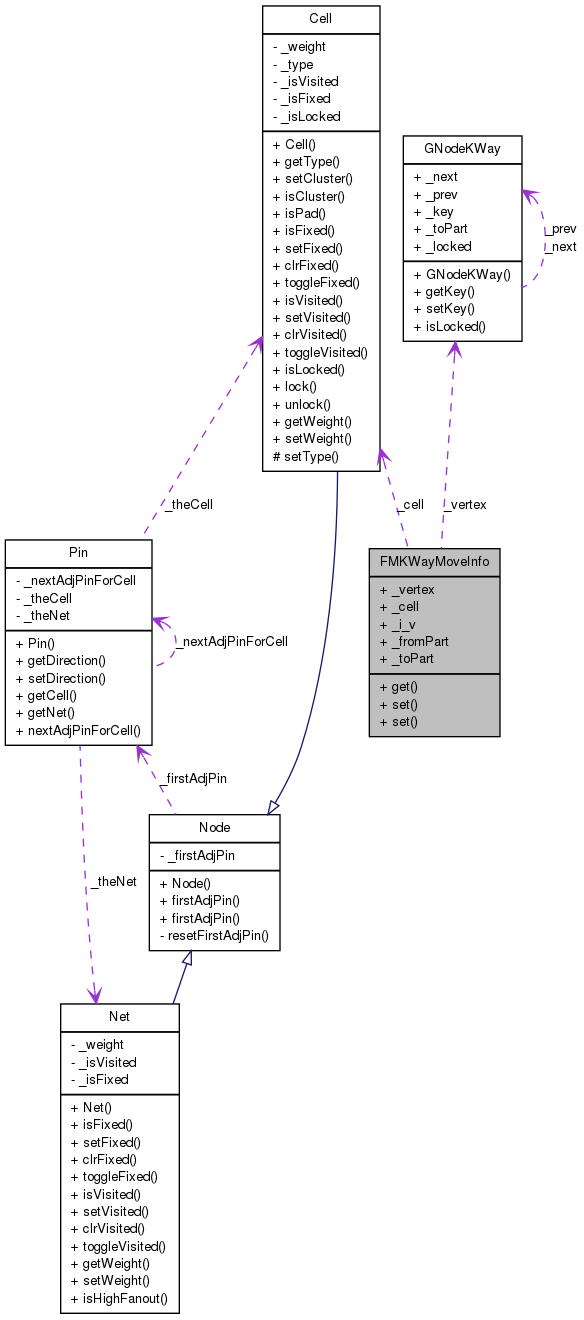 Cell
- _weight
- _type
- _isVisited
- _isFixed
- _isLocked
+ Cell()
+ getType()
+ setCluster()
+ isCluster()
+ isPad()
+ isFixed()
+ setFixed()
+ clrFixed()
+ toggleFixed()
+ isVisited()
+ setVisited()
+ clrVisited()
+ toggleVisited()
+ isLocked()
+ lock()
+ unlock()
+ getWeight()
+ setWeight()
# setType()
GNodeKWay
+ _next
+ _prev
+ _key
+ _toPart
+ _locked
+ GNodeKWay()
+ getKey()
+ setKey()
+ isLocked()
_prev
_next
_theCell
_cell
_vertex
Pin
- _nextAdjPinForCell
- _theCell
- _theNet
+ Pin()
+ getDirection()
+ setDirection()
+ getCell()
+ getNet()
+ nextAdjPinForCell()
_nextAdjPinForCell
FMKWayMoveInfo
+ _vertex
+ _cell
+ _i_v
+ _fromPart
+ _toPart
+ get()
+ set()
+ set()
_firstAdjPin
Node
- _firstAdjPin
+ Node()
+ firstAdjPin()
+ firstAdjPin()
- resetFirstAdjPin()
_theNet
Net
- _weight
- _isVisited
- _isFixed
+ Net()
+ isFixed()
+ setFixed()
+ clrFixed()
+ toggleFixed()
+ isVisited()
+ setVisited()
+ clrVisited()
+ toggleVisited()
+ getWeight()
+ setWeight()
+ isHighFanout()